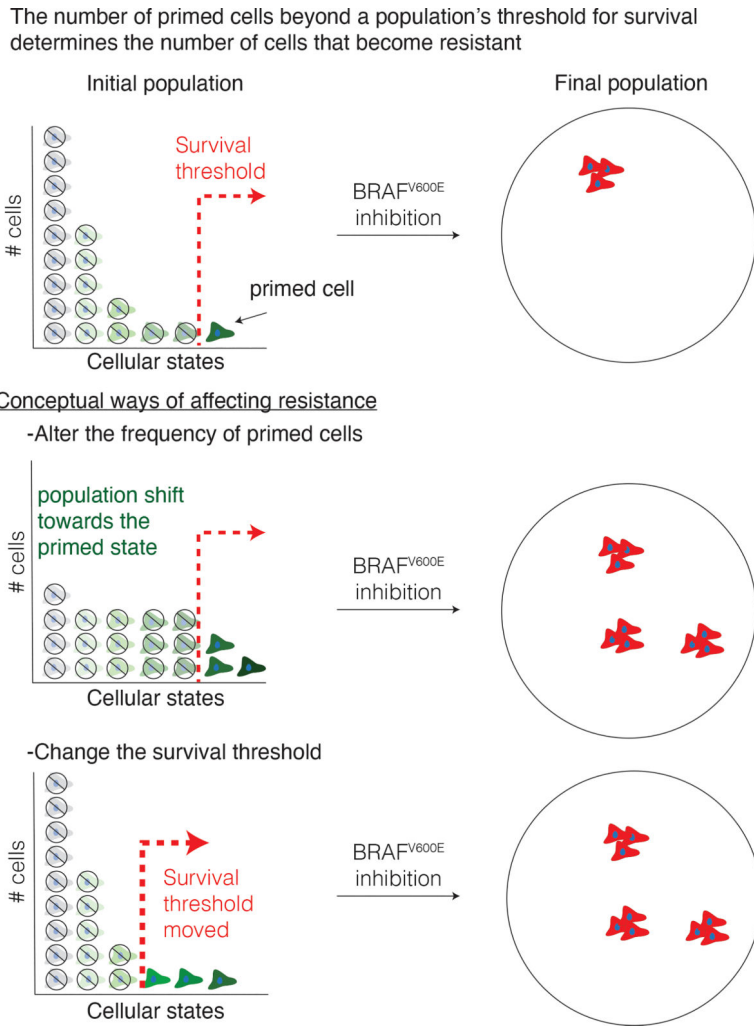 The number of primed cells beyond a population's threshold for survival
determines the number of cells that become resistant
Initial population
Final population
# cells
Survival
threshold
BRAFV600E
inhibition
primed cell
Cellular states
Conceptual ways of affecting resistance
-Alter the frequency of primed cells
# cells
population shift
towards the
primed state
BRAFV600E
inhibition
Cellular states
-Change the survival threshold
# cells
Survival
threshold
moved
BRAFV600E
inhibition
Cellular states